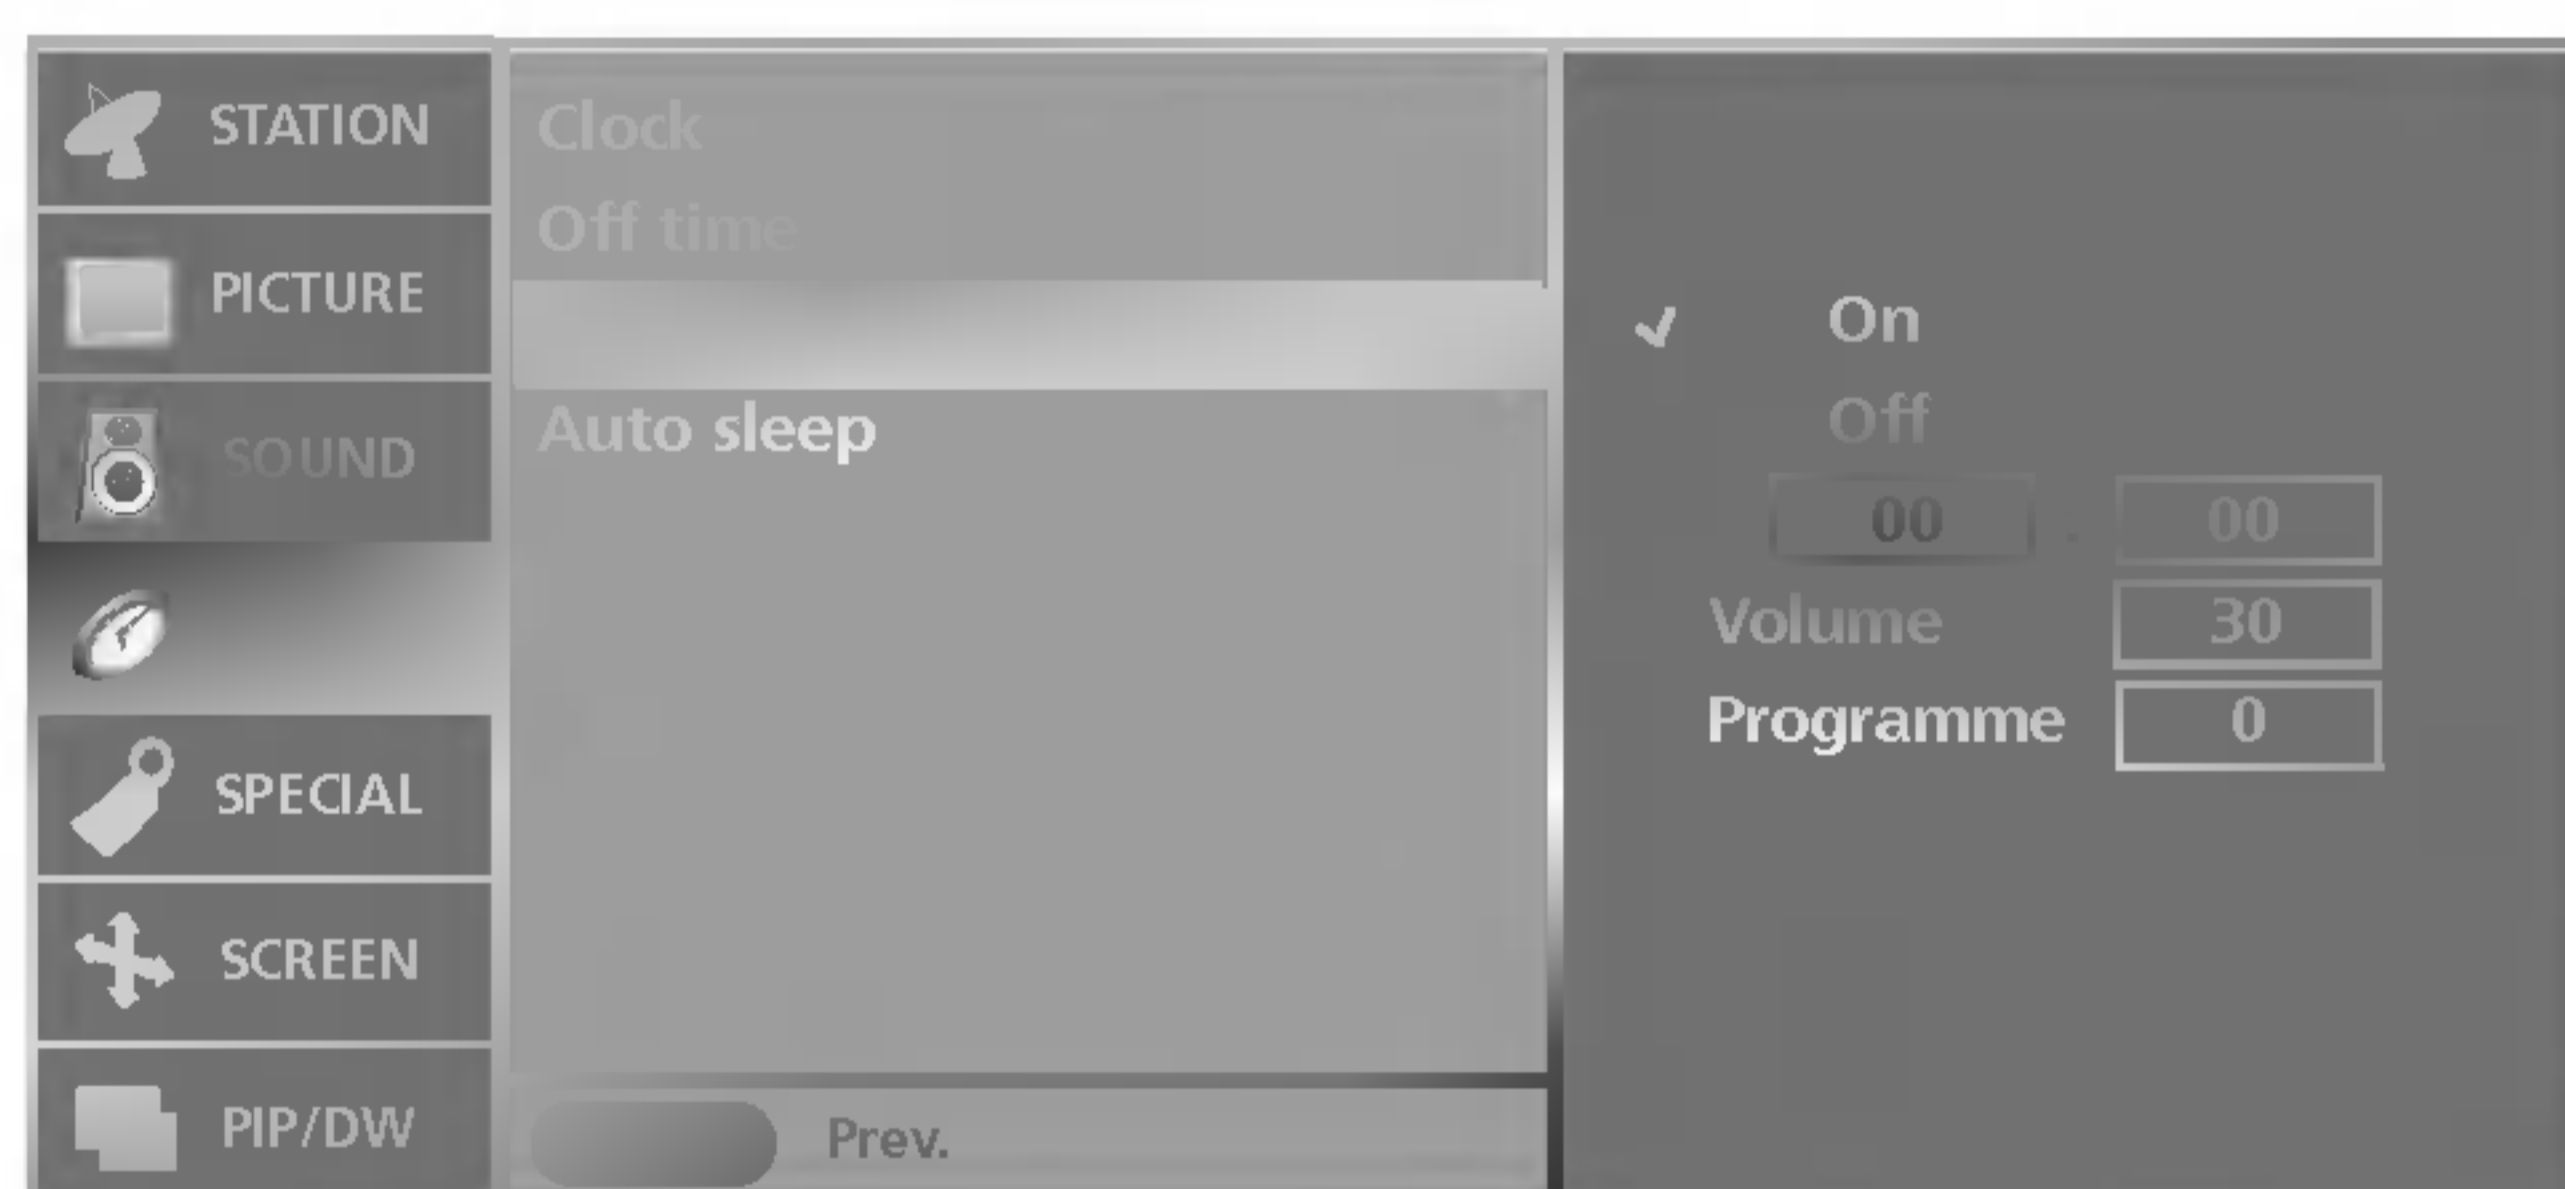 STATION
PICTURE
SOUND
SPECIAL
SCREEN
PIP/DW
Clock
Off time
Auto sleep
Prev.
On
Off
00 : 00
Volume 30
Programme 0